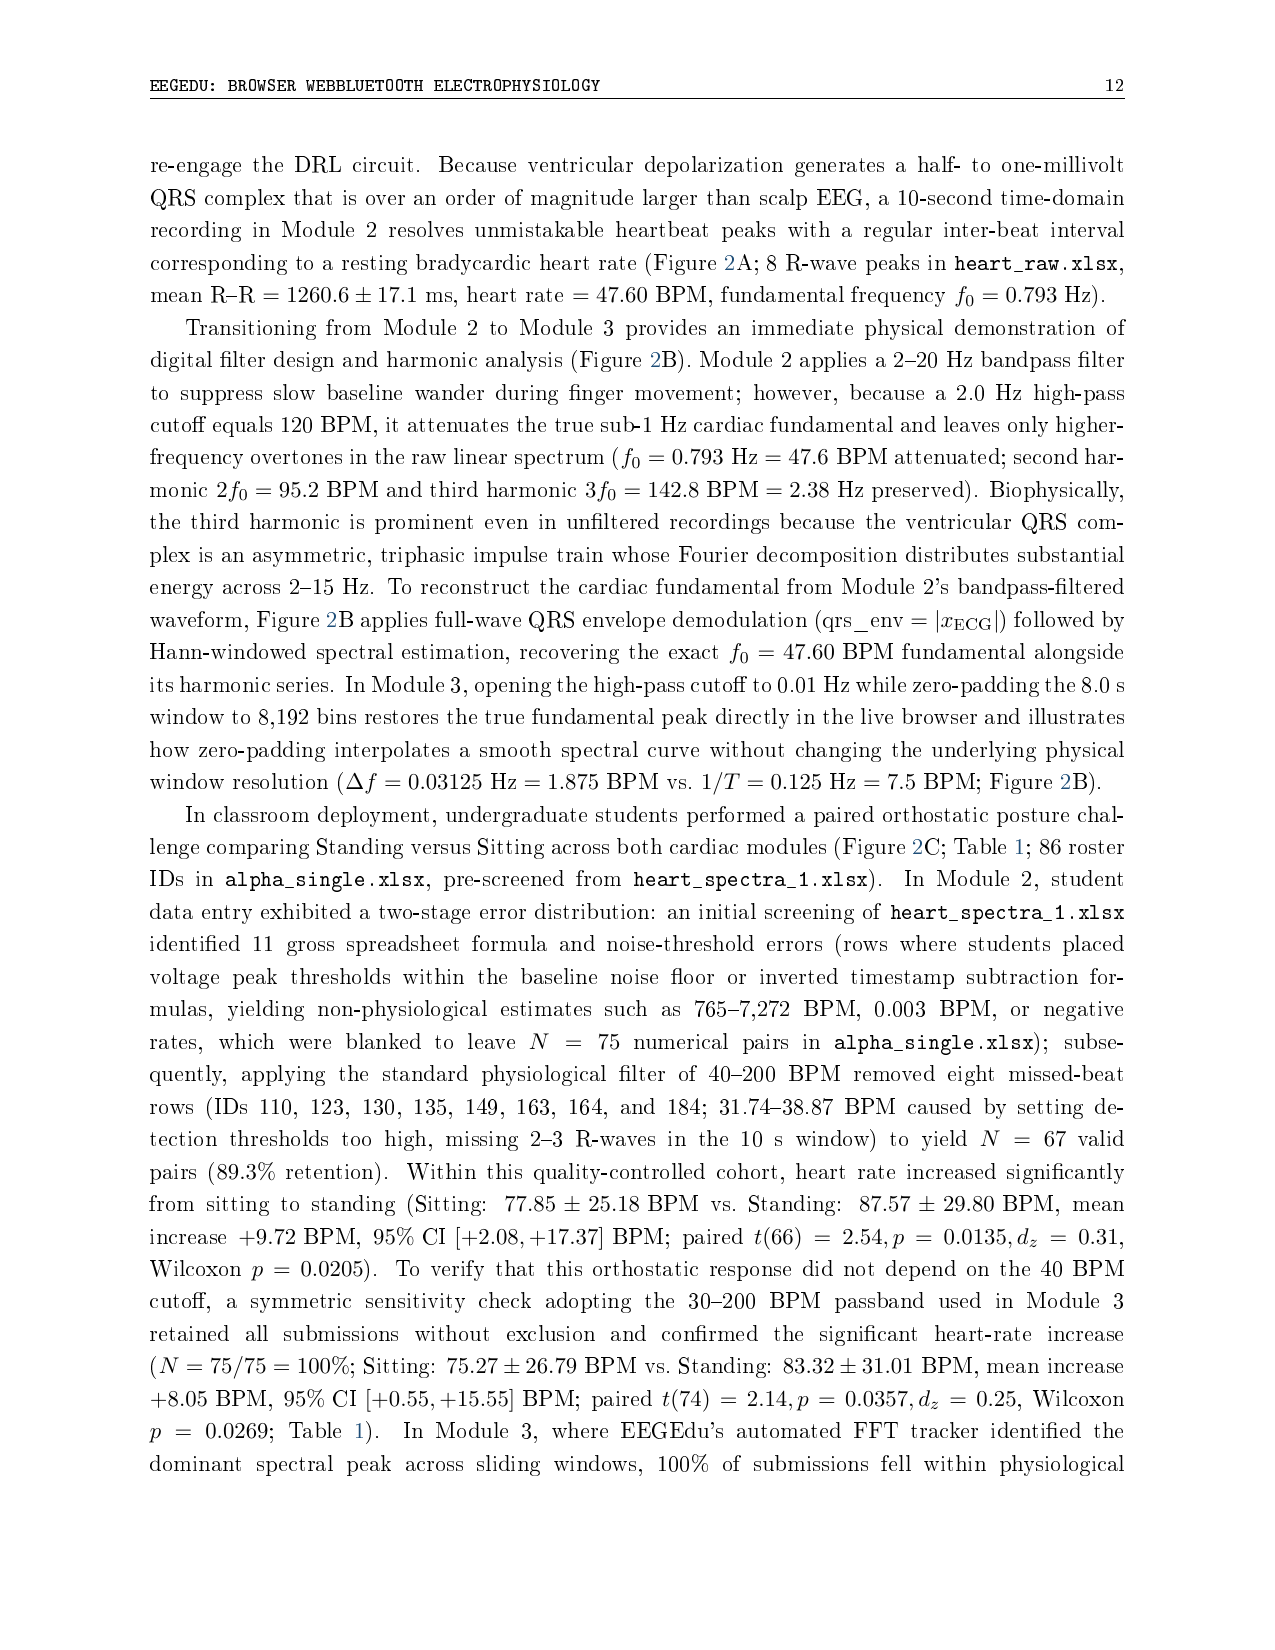 EEGEDU: BROWSER WEBBLUETOOTH ELECTROPHYSIOLOGY 12
re-engage the DRL circuit. Because ventricular depolarization generates a half- to one-millivolt
QRS complex that is over an order of magnitude larger than scalp EEG, a 10-second time-domain
recording in Module 2 resolves unmistakable heartbeat peaks with a regular inter-beat interval
corresponding to a resting bradycardic heart rate (Figure 2A; 8 R-wave peaks in heart_raw.xlsx,
mean R–R = 1260.6 ± 17.1 ms, heart rate = 47.60 BPM, fundamental frequency f₀ = 0.793 Hz).
Transitioning from Module 2 to Module 3 provides an immediate physical demonstration of
digital filter design and harmonic analysis (Figure 2B). Module 2 applies a 2–20 Hz bandpass filter
to suppress slow baseline wander during finger movement; however, because a 2.0 Hz high-pass
cutoff equals 120 BPM, it attenuates the true sub-1 Hz cardiac fundamental and leaves only higher-
frequency overtones in the raw linear spectrum (f₀ = 0.793 Hz = 47.6 BPM attenuated; second har-
monic 2f₀ = 95.2 BPM and third harmonic 3f₀ = 142.8 BPM = 2.38 Hz preserved). Biophysically,
the third harmonic is prominent even in unfiltered recordings because the ventricular QRS com-
plex is an asymmetric, triphasic impulse train whose Fourier decomposition distributes substantial
energy across 2–15 Hz. To reconstruct the cardiac fundamental from Module 2's bandpass-filtered
waveform, Figure 2B applies full-wave QRS envelope demodulation (qrs_env = |x_ECG|) followed by
Hann-windowed spectral estimation, recovering the exact f₀ = 47.60 BPM fundamental alongside
its harmonic series. In Module 3, opening the high-pass cutoff to 0.01 Hz while zero-padding the 8.0 s
window to 8,192 bins restores the true fundamental peak directly in the live browser and illustrates
how zero-padding interpolates a smooth spectral curve without changing the underlying physical
window resolution (Δf = 0.03125 Hz = 1.875 BPM vs. 1/T = 0.125 Hz = 7.5 BPM; Figure 2B).
In classroom deployment, undergraduate students performed a paired orthostatic posture chal-
lenge comparing Standing versus Sitting across both cardiac modules (Figure 2C; Table 1; 86 roster
IDs in alpha_single.xlsx, pre-screened from heart_spectra_1.xlsx). In Module 2, student
data entry exhibited a two-stage error distribution: an initial screening of heart_spectra_1.xlsx
identified 11 gross spreadsheet formula and noise-threshold errors (rows where students placed
voltage peak thresholds within the baseline noise floor or inverted timestamp subtraction for-
mulas, yielding non-physiological estimates such as 765–7,272 BPM, 0.003 BPM, or negative
rates, which were blanked to leave N = 75 numerical pairs in alpha_single.xlsx); subse-
quently, applying the standard physiological filter of 40–200 BPM removed eight missed-beat
rows (IDs 110, 123, 130, 135, 149, 163, 164, and 184; 31.74–38.87 BPM caused by setting de-
tection thresholds too high, missing 2–3 R-waves in the 10 s window) to yield N = 67 valid
pairs (89.3% retention). Within this quality-controlled cohort, heart rate increased significantly
from sitting to standing (Sitting: 77.85 ± 25.18 BPM vs. Standing: 87.57 ± 29.80 BPM, mean
increase +9.72 BPM, 95% CI [+2.08, +17.37] BPM; paired t(66) = 2.54, p = 0.0135, d_z = 0.31,
Wilcoxon p = 0.0205). To verify that this orthostatic response did not depend on the 40 BPM
cutoff, a symmetric sensitivity check adopting the 30–200 BPM passband used in Module 3
retained all submissions without exclusion and confirmed the significant heart-rate increase
(N = 75/75 = 100%; Sitting: 75.27 ± 26.79 BPM vs. Standing: 83.32 ± 31.01 BPM, mean increase
+8.05 BPM, 95% CI [+0.55, +15.55] BPM; paired t(74) = 2.14, p = 0.0357, d_z = 0.25, Wilcoxon
p = 0.0269; Table 1). In Module 3, where EEGEdu's automated FFT tracker identified the
dominant spectral peak across sliding windows, 100% of submissions fell within physiological